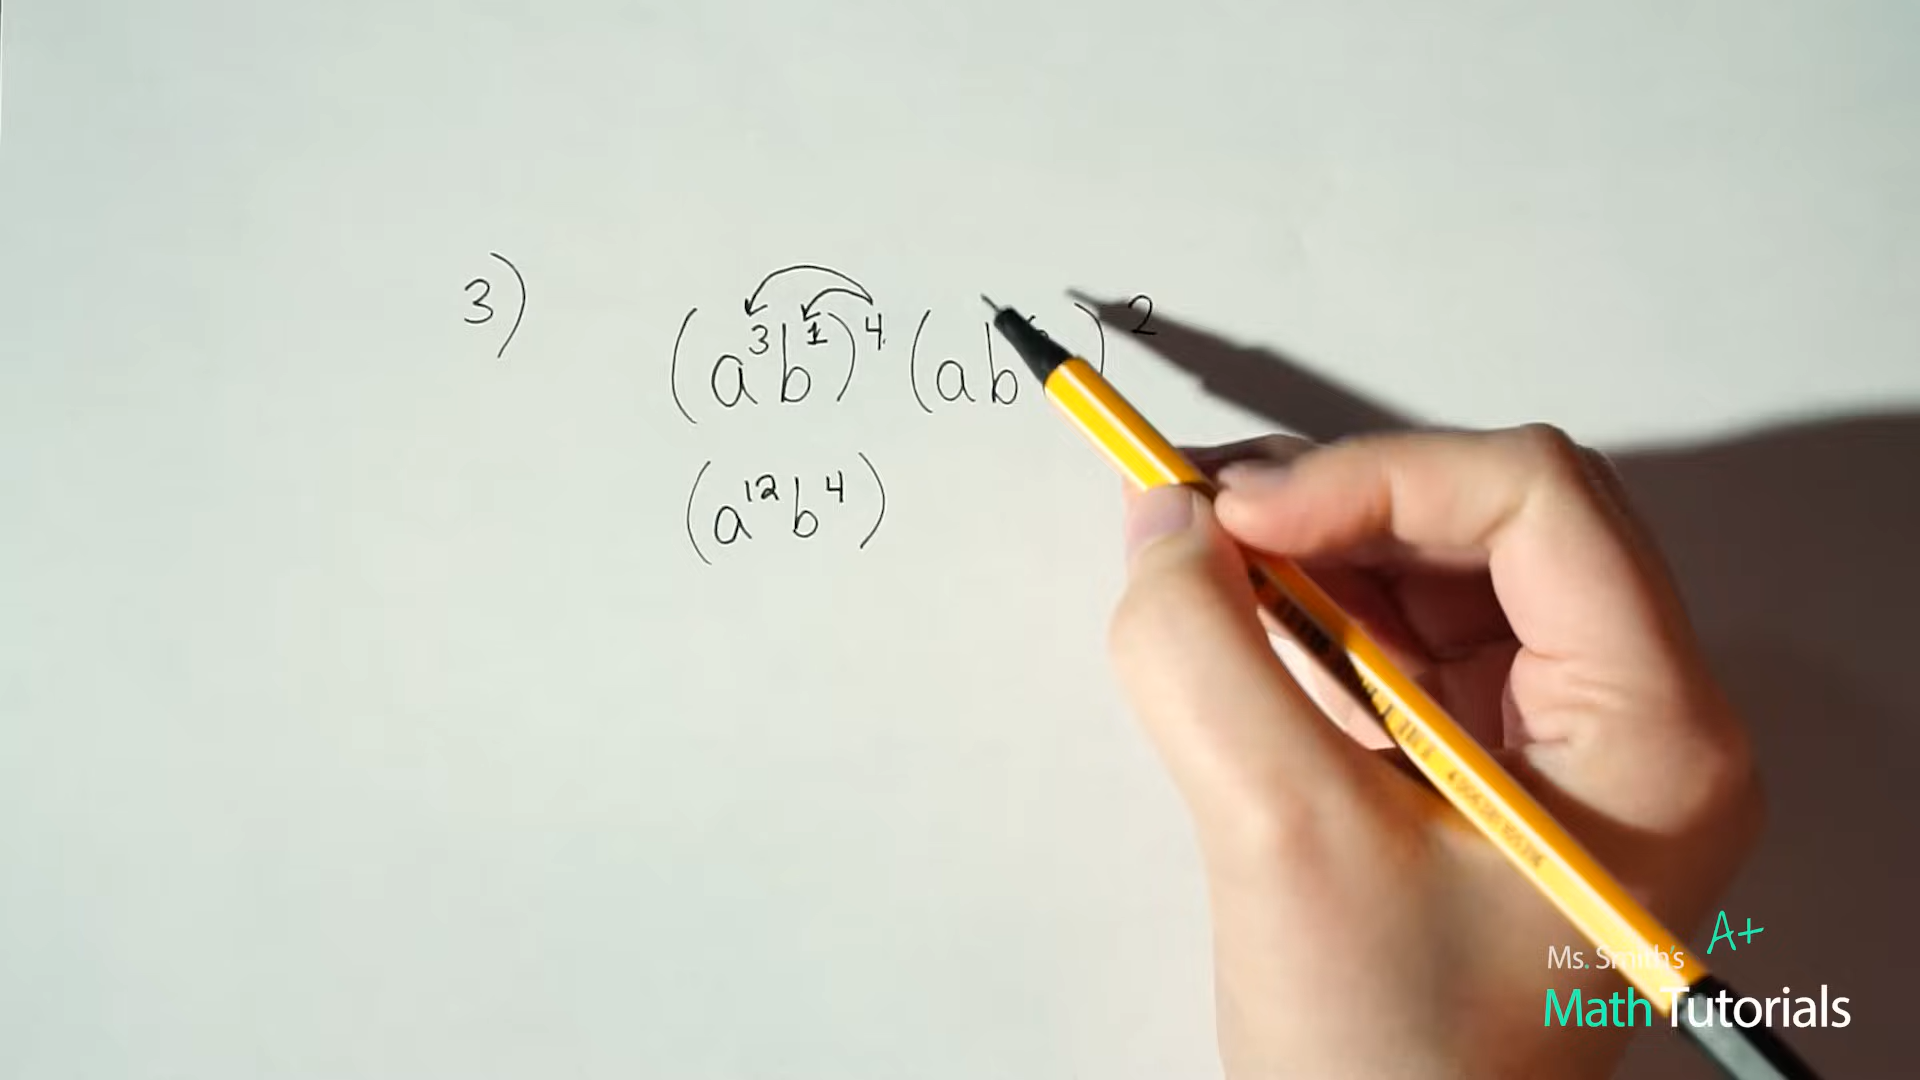 3) (a³b¹)⁴ (ab )²
(a¹²b⁴)
A+
Ms. Smith's
Math Tutorials